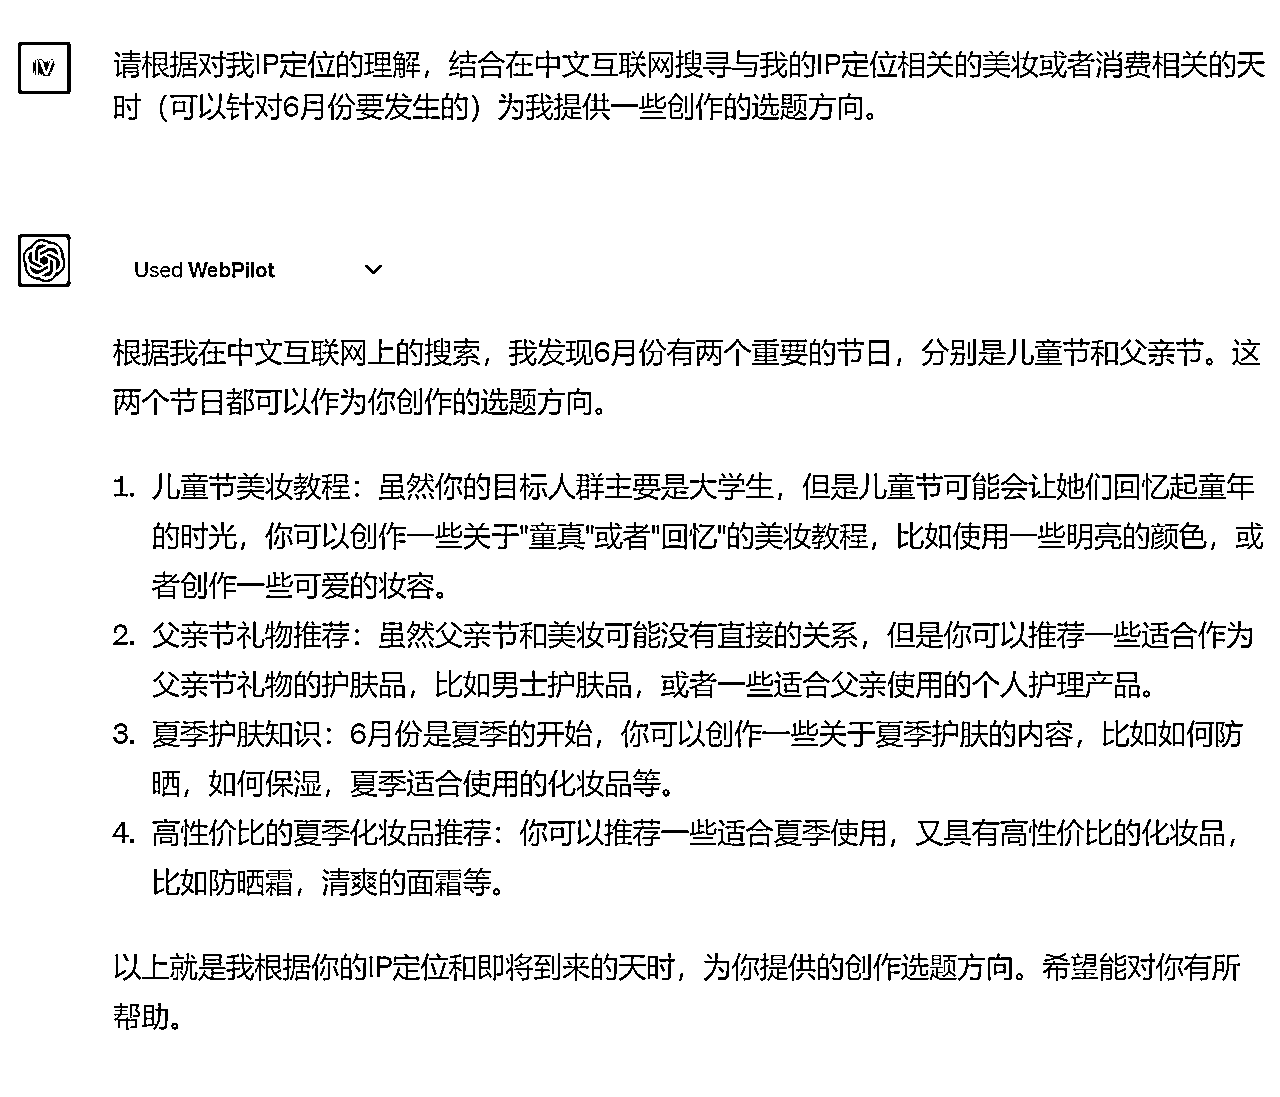 请根据对我IP定位的理解，结合在中文互联网搜寻与我的IP定位相关的美妆或者消费相关的天
时（可以针对6月份要发生的）为我提供一些创作的选题方向。
Used WebPilot
根据我在中文互联网上的搜索，我发现6月份有两个重要的节日，分别是儿童节和父亲节。这
两个节日都可以作为你创作的选题方向。
1. 儿童节美妆教程：虽然你的目标人群主要是大学生，但是儿童节可能会让她们回忆起童年
的时光，你可以创作一些关于"童真"或者"回忆"的美妆教程，比如使用一些明亮的颜色，或
者创作一些可爱的妆容。
2. 父亲节礼物推荐：虽然父亲节和美妆可能没有直接的关系，但是你可以推荐一些适合作为
父亲节礼物的护肤品，比如男士护肤品，或者一些适合父亲使用的个人护理产品。
3. 夏季护肤知识：6月份是夏季的开始，你可以创作一些关于夏季护肤的内容，比如如何防
晒，如何保湿，夏季适合使用的化妆品等。
4. 高性价比的夏季化妆品推荐：你可以推荐一些适合夏季使用，又具有高性价比的化妆品，
比如防晒霜，清爽的面霜等。
以上就是我根据你的IP定位和即将到来的天时，为你提供的创作选题方向。希望能对你有所
帮助。